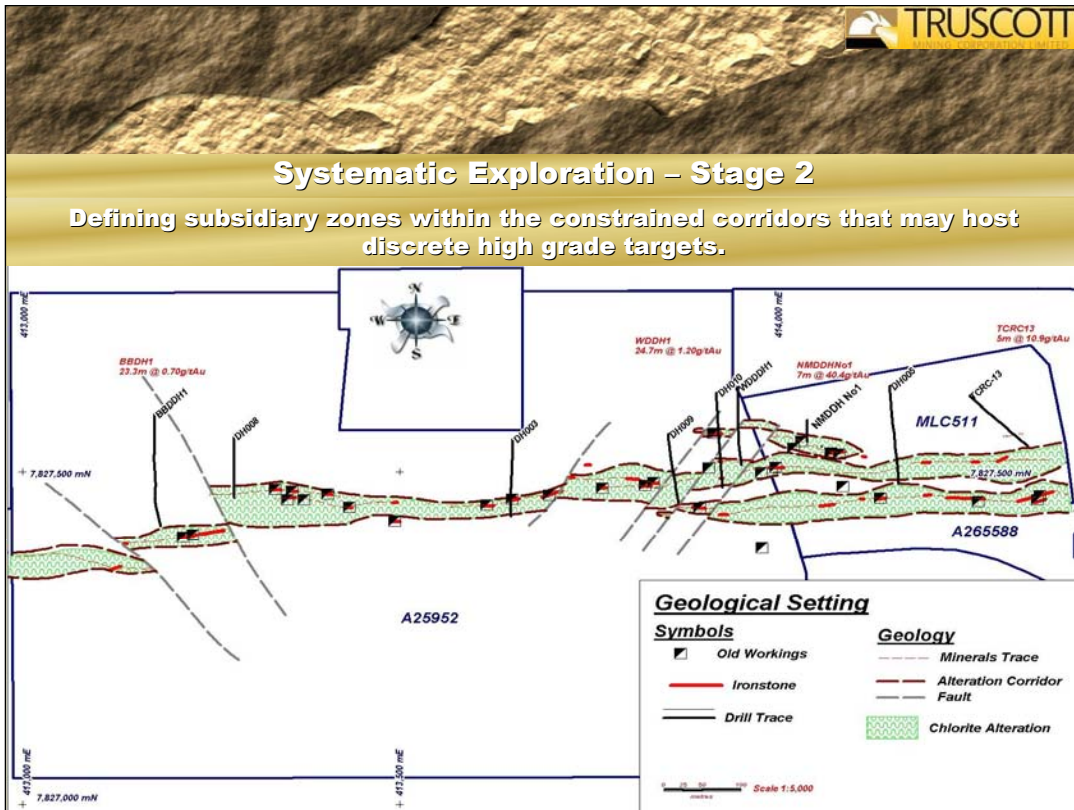 TRUSCOTT
MINING CORPORATION LIMITED
Systematic Exploration – Stage 2
Defining subsidiary zones within the constrained corridors that may host
discrete high grade targets.
413,000 mE
414,000 mE
N
W E
S
BBDH1
23.3m @ 0.70g/tAu
WDDH1
24.7m @ 1.20g/tAu
NMDDHNo1
7m @ 40.4g/tAu
TCRC13
5m @ 10.9g/tAu
BBDDH1
DH008
DH003
DH009
DH010
WDDDH1
NMDDH No1
DH005
TCRC-13
MLC511
7,827,500 mN
7,827,500 mN
A265588
A25952
Geological Setting
Symbols
Old Workings
Ironstone
Drill Trace
Geology
Minerals Trace
Alteration Corridor
Fault
Chlorite Alteration
0 25 50 100
metres
Scale 1:5,000
413,000 mE
413,500 mE
7,827,000 mN